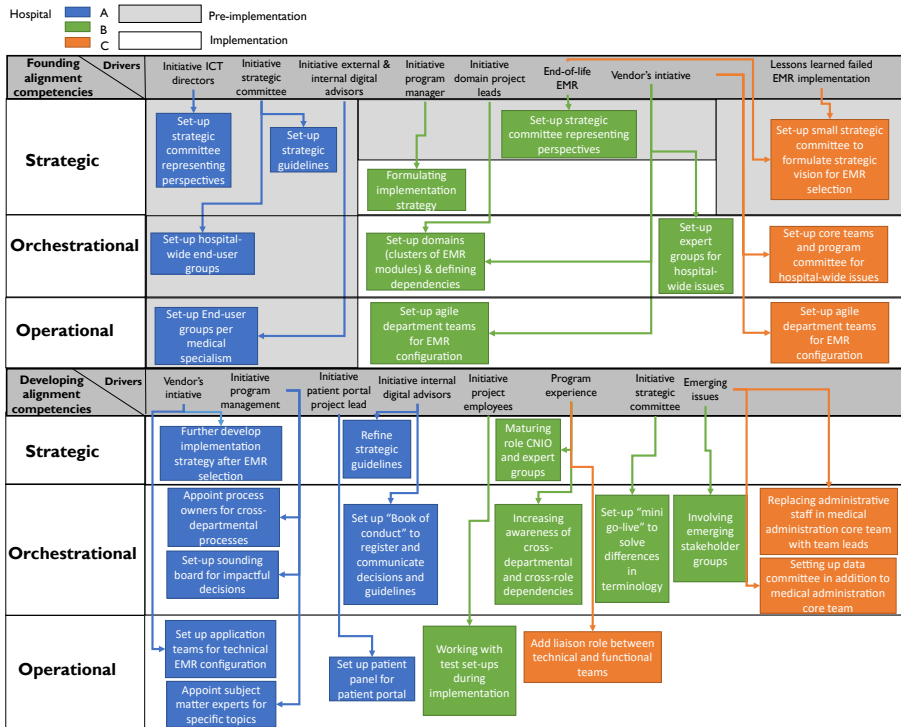 Hospital
A
B
C
Pre-implementation
Implementation
Founding
alignment
competencies
Drivers
Initiative ICT
directors
Initiative
strategic
committee
Initiative external &
internal digital
advisors
Initiative
program
manager
Initiative
domain project
leads
End-of-life
EMR
Vendor's intiative
Lessons learned failed
EMR implementation
Strategic
Set-up
strategic
committee
representing
perspectives
Set-up
strategic
guidelines
Formulating
implementation
strategy
Set-up strategic
committee representing
perspectives
Set-up small strategic
committee to
formulate strategic
vision for EMR
selection
Orchestrational
Set-up hospital-
wide end-user
groups
Set-up domains
(clusters of EMR
modules) & defining
dependencies
Set-up
expert
groups for
hospital-
wide issues
Set-up core teams
and program
committee for
hospital-wide issues
Operational
Set-up End-user
groups per
medical
specialism
Set-up agile
department teams
for EMR
configuration
Set-up agile
department teams
for EMR
configuration
Developing
alignment
competencies
Drivers
Vendor's
intiative
Initiative
program
management
Initiative
patient portal
project lead
Initiative internal
digital advisors
Initiative
project
employees
Program
experience
Initiative
strategic
committee
Emerging
issues
Strategic
Further develop
implementation
strategy after EMR
selection
Refine
strategic
guidelines
Maturing
role CNIO
and expert
groups
Orchestrational
Appoint process
owners for cross-
departmental
processes
Set-up sounding
board for impactful
decisions
Set up "Book of
conduct" to
register and
communicate
decisions and
guidelines
Increasing
awareness of
cross-
departmental
and cross-role
dependencies
Set-up "mini
go-live" to
solve
differences in
terminology
Involving
emerging
stakeholder
groups
Replacing administrative
staff in medical
administration core team
with team leads
Setting up data
committee in addition to
medical administration
core team
Operational
Set up application
teams for technical
EMR configuration
Appoint subject
matter experts for
specific topics
Set up patient
panel for
patient portal
Working with
test set-ups
during
implementation
Add liaison role between
technical and functional
teams